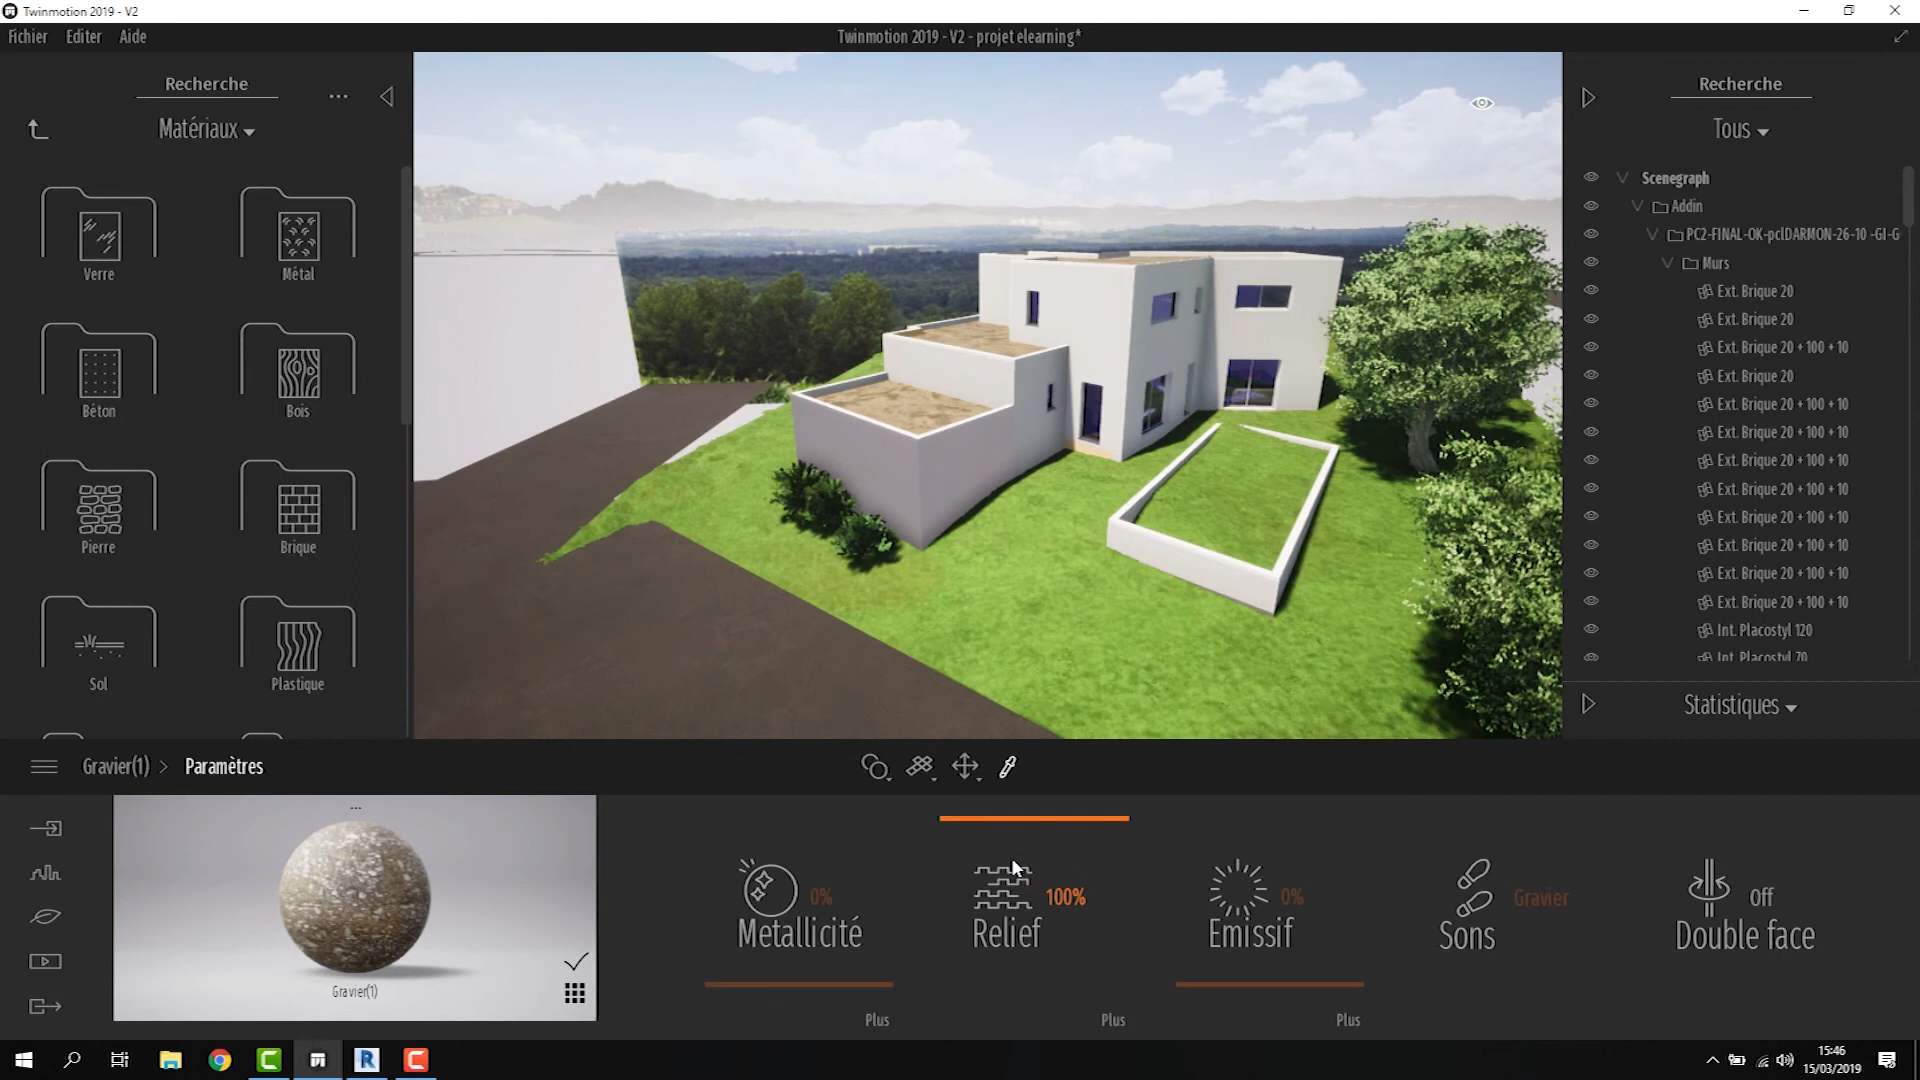 Twinmotion 2019 - V2
Fichier Editer Aide
Twinmotion 2019 - V2 - projet elearning*
Recherche
...
Matériaux
Verre
Métal
Béton
Bois
Pierre
Brique
Sol
Plastique
Recherche
Tous
Scenegraph
Addin
PC2-FINAL-OK-pclDARMON-26-10 -GI-G
Murs
Ext. Brique 20
Ext. Brique 20
Ext. Brique 20 + 100 + 10
Ext. Brique 20
Ext. Brique 20 + 100 + 10
Ext. Brique 20 + 100 + 10
Ext. Brique 20 + 100 + 10
Ext. Brique 20 + 100 + 10
Ext. Brique 20 + 100 + 10
Ext. Brique 20 + 100 + 10
Ext. Brique 20 + 100 + 10
Ext. Brique 20 + 100 + 10
Int. Placostyl 120
Int. Placostyl 70
Statistiques
Gravier(1) > Paramètres
...
Gravier(1)
0%
Metallicité
Plus
100%
Relief
Plus
0%
Emissif
Plus
Gravier
Sons
Off
Double face
15:46
15/03/2019